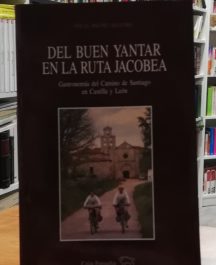 DEL BUEN YANTAR
EN LA RUTA JACOBEA
Gastronomía del Camino de Santiago
en Castilla y León